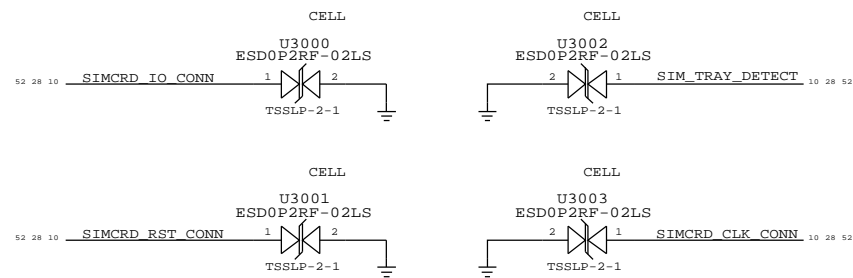 CELL
U3000
ESD0P2RF-02LS
52 28 10 SIMCRD_IO_CONN 1 2
TSSLP-2-1
CELL
U3002
ESD0P2RF-02LS
2 1 SIM_TRAY_DETECT 10 28 52
TSSLP-2-1
CELL
U3001
ESD0P2RF-02LS
52 28 10 SIMCRD_RST_CONN 1 2
TSSLP-2-1
CELL
U3003
ESD0P2RF-02LS
2 1 SIMCRD_CLK_CONN 10 28 52
TSSLP-2-1